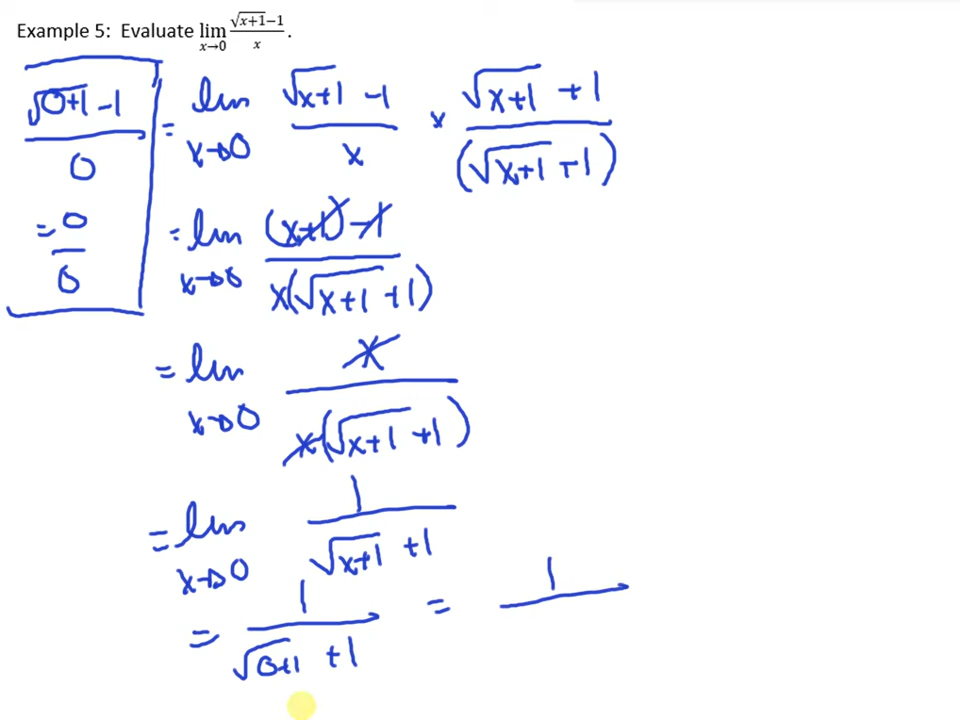 Example 5: Evaluate lim x→0 (√(x+1)−1)/x.
(√(0+1) −1)/0
= 0/0
= lim x→0 (√(x+1) −1)/x × (√(x+1) +1)/(√(x+1) +1)
= lim x→0 ((x+1) −1)/(x(√(x+1) +1))
= lim x→0 x/(x(√(x+1) +1))
= lim x→0 1/(√(x+1) +1)
= 1/(√(0+1) +1) = 1/